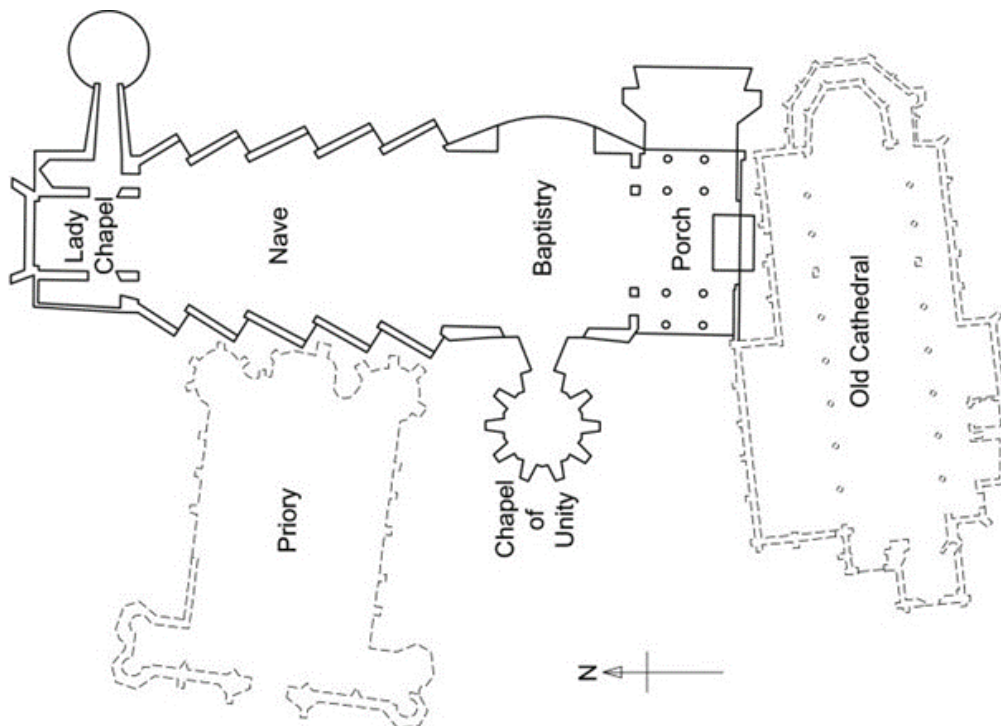 Lady
Chapel
Nave
Baptistry
Porch
Old Cathedral
Priory
Chapel
of
Unity
N